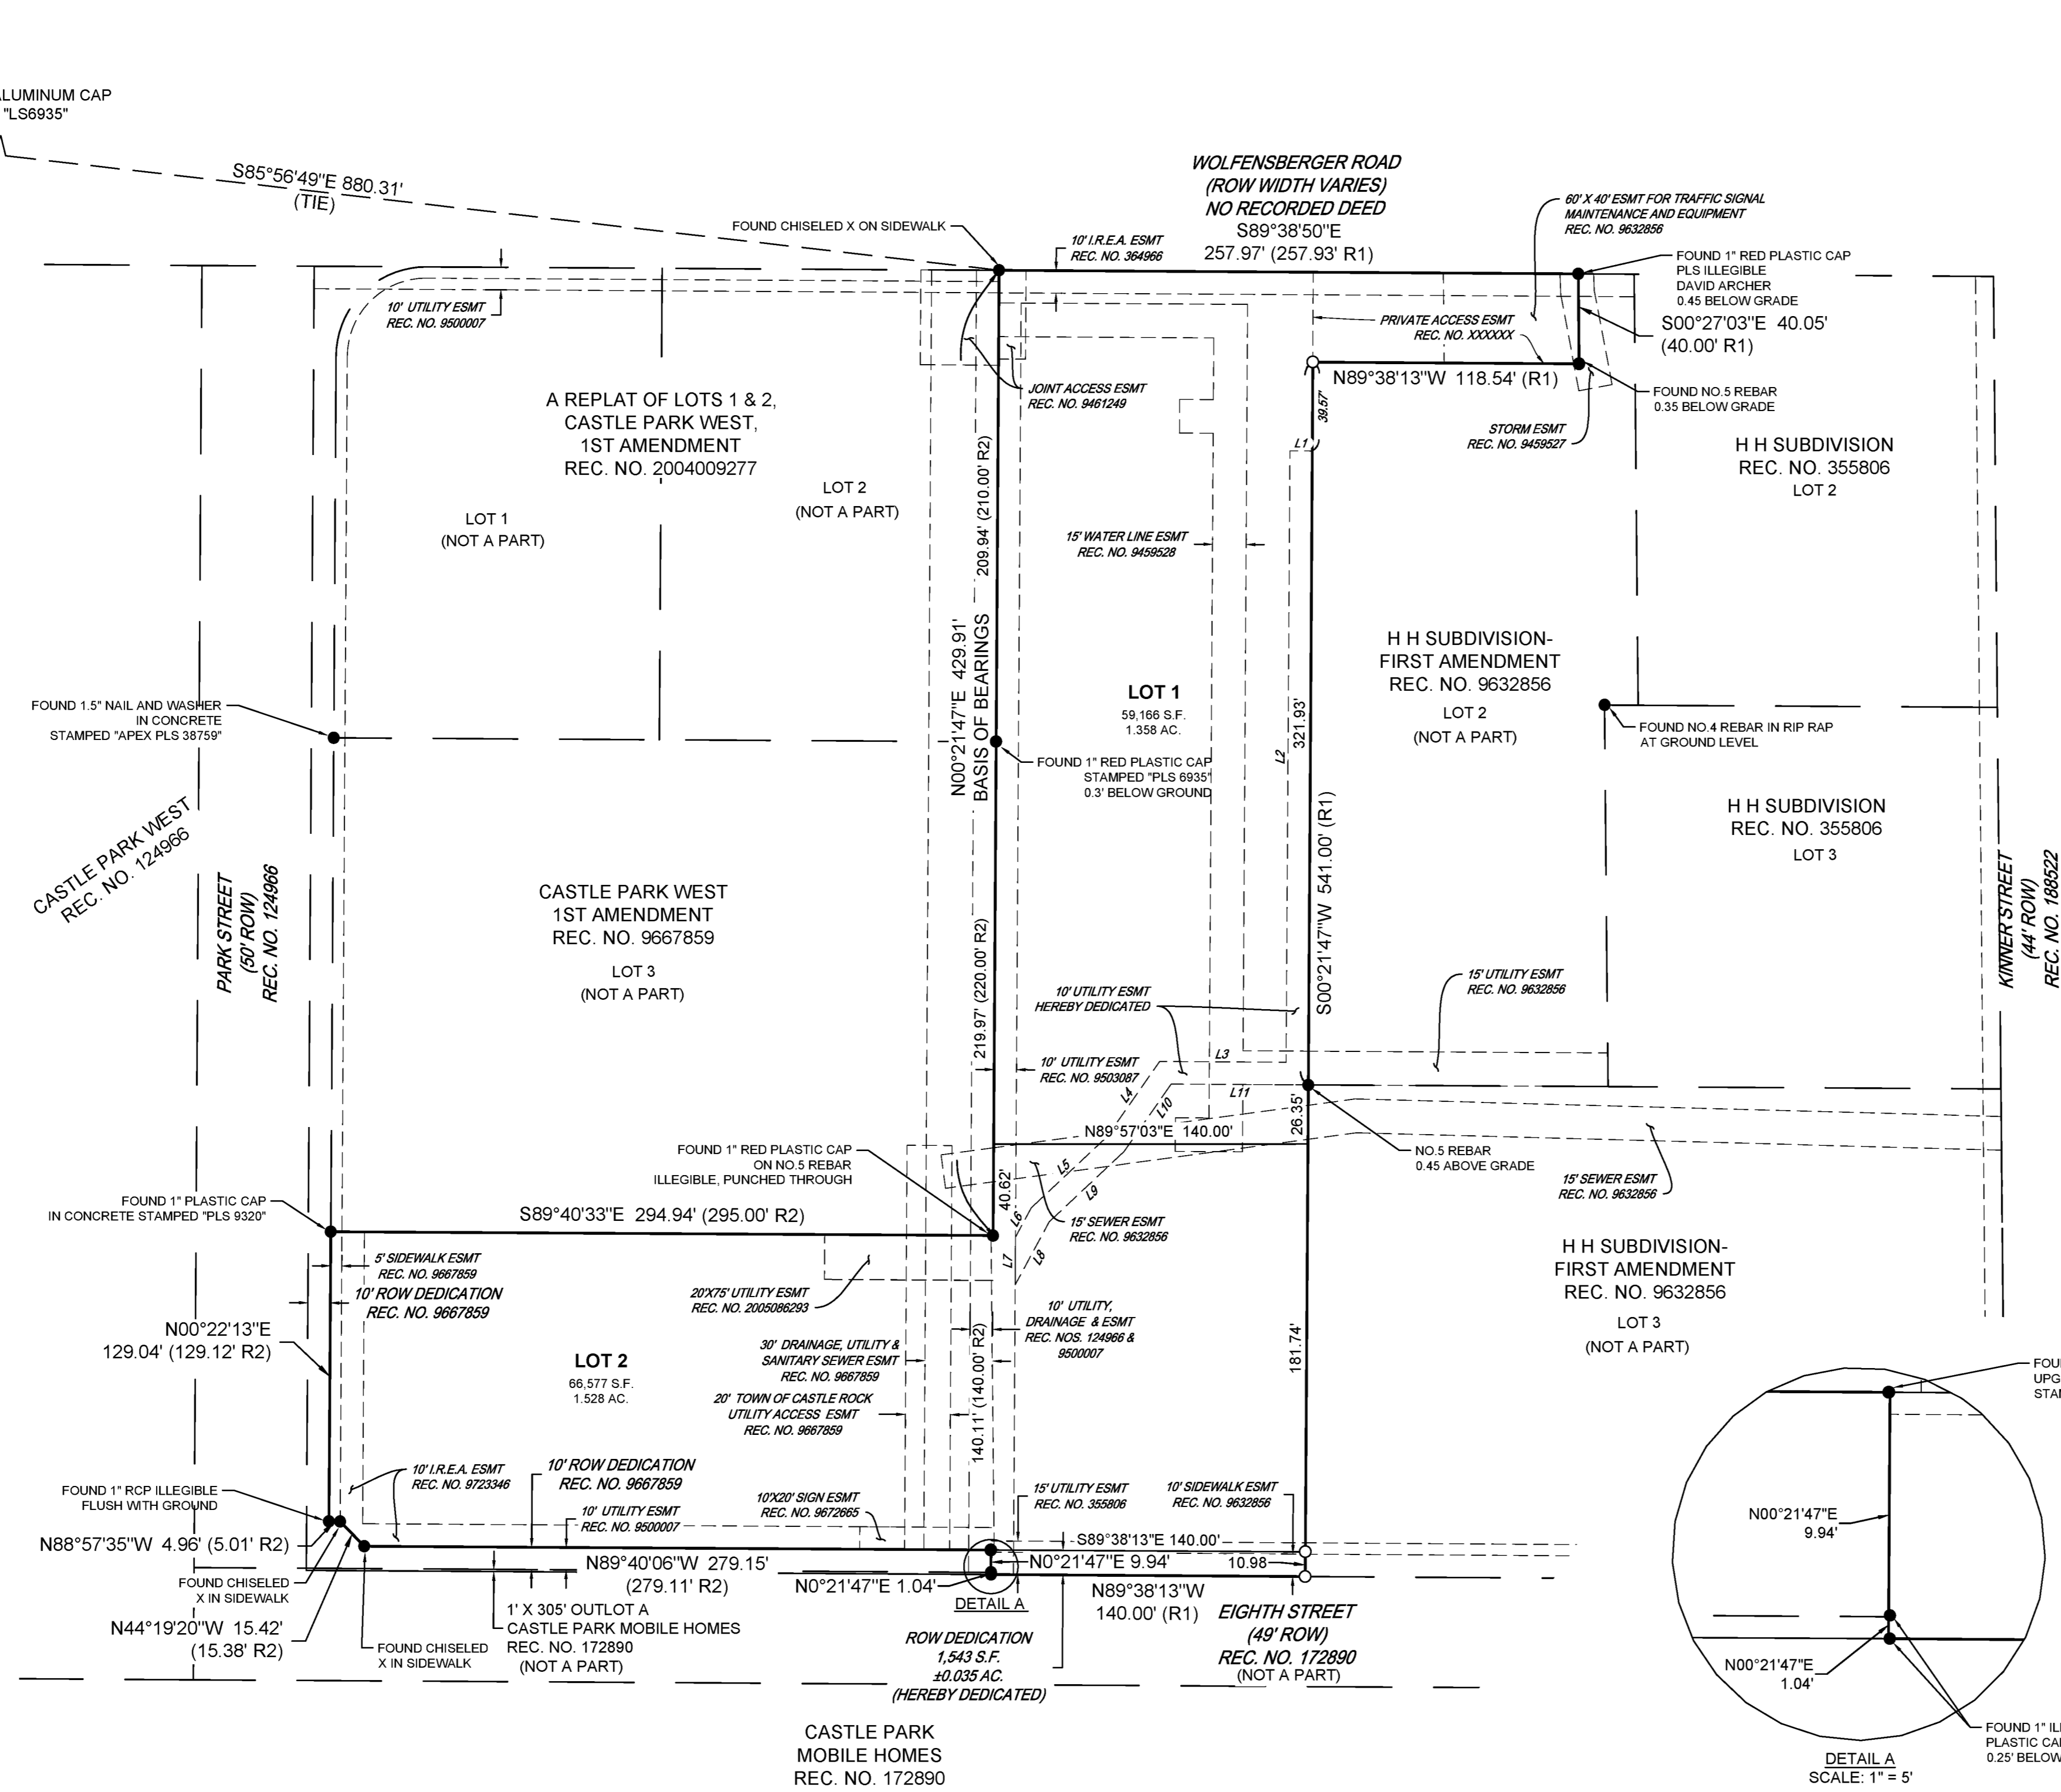 LUMINUM CAP
"LS6935"
S85°56'49"E 880.31'
(TIE)
WOLFENSBERGER ROAD
(ROW WIDTH VARIES)
NO RECORDED DEED
S89°38'50"E
257.97' (257.93' R1)
60' X 40' ESMT FOR TRAFFIC SIGNAL
MAINTENANCE AND EQUIPMENT
REC. NO. 9632856
FOUND CHISELED X ON SIDEWALK
10' I.R.E.A. ESMT
REC. NO. 364966
FOUND 1" RED PLASTIC CAP
PLS ILLEGIBLE
DAVID ARCHER
0.45 BELOW GRADE
S00°27'03"E 40.05'
(40.00' R1)
10' UTILITY ESMT
REC. NO. 9500007
PRIVATE ACCESS ESMT
REC. NO. XXXXXX
N89°38'13"W 118.54' (R1)
FOUND NO.5 REBAR
0.35 BELOW GRADE
JOINT ACCESS ESMT
REC. NO. 9461249
39.57'
A REPLAT OF LOTS 1 & 2,
CASTLE PARK WEST,
1ST AMENDMENT
REC. NO. 2004009277
STORM ESMT
REC. NO. 9459527
L1
H H SUBDIVISION
REC. NO. 355806
LOT 2
LOT 2
(NOT A PART)
LOT 1
(NOT A PART)
209.94' (210.00' R2)
15' WATER LINE ESMT
REC. NO. 9459528
N00°21'47"E 429.91'
BASIS OF BEARINGS
H H SUBDIVISION-
FIRST AMENDMENT
REC. NO. 9632856
LOT 2
(NOT A PART)
LOT 1
59,166 S.F.
1.358 AC.
321.93'
L2
FOUND 1.5" NAIL AND WASHER
IN CONCRETE
STAMPED "APEX PLS 38759"
FOUND NO.4 REBAR IN RIP RAP
AT GROUND LEVEL
FOUND 1" RED PLASTIC CAP
STAMPED "PLS 6935"
0.3' BELOW GROUND
S00°21'47"W 541.00' (R1)
H H SUBDIVISION
REC. NO. 355806
LOT 3
CASTLE PARK WEST
REC. NO. 124966
PARK STREET
(50' ROW)
REC. NO. 124966
KINNER STREET
(44' ROW)
REC. NO. 188522
CASTLE PARK WEST
1ST AMENDMENT
REC. NO. 9667859
LOT 3
(NOT A PART)
219.97' (220.00' R2)
10' UTILITY ESMT
HEREBY DEDICATED
15' UTILITY ESMT
REC. NO. 9632856
L3
10' UTILITY ESMT
REC. NO. 9503087
L4
L10
L11
26.35'
N89°57'03"E 140.00'
FOUND 1" RED PLASTIC CAP
ON NO.5 REBAR
ILLEGIBLE, PUNCHED THROUGH
NO.5 REBAR
0.45 ABOVE GRADE
15' SEWER ESMT
REC. NO. 9632856
40.62'
L5
L9
L6
L7
L8
15' SEWER ESMT
REC. NO. 9632856
FOUND 1" PLASTIC CAP
IN CONCRETE STAMPED "PLS 9320"
S89°40'33"E 294.94' (295.00' R2)
H H SUBDIVISION-
FIRST AMENDMENT
REC. NO. 9632856
LOT 3
(NOT A PART)
5' SIDEWALK ESMT
REC. NO. 9667859
10' ROW DEDICATION
REC. NO. 9667859
20'X75' UTILITY ESMT
REC. NO. 2005086293
10' UTILITY,
DRAINAGE & ESMT
REC. NOS. 124966 &
9500007
N00°22'13"E
129.04' (129.12' R2)
30' DRAINAGE, UTILITY &
SANITARY SEWER ESMT
REC. NO. 9667859
140.11' (140.00' R2)
181.74'
LOT 2
66,577 S.F.
1.528 AC.
20' TOWN OF CASTLE ROCK
UTILITY ACCESS ESMT
REC. NO. 9667859
FOU
UPG
STA
10' I.R.E.A. ESMT
REC. NO. 9723346
10' ROW DEDICATION
REC. NO. 9667859
FOUND 1" RCP ILLEGIBLE
FLUSH WITH GROUND
10' UTILITY ESMT
REC. NO. 9500007
10'X20' SIGN ESMT
REC. NO. 9672665
15' UTILITY ESMT
REC. NO. 355806
10' SIDEWALK ESMT
REC. NO. 9632856
N00°21'47"E
9.94'
N88°57'35"W 4.96' (5.01' R2)
S89°38'13"E 140.00'
N89°40'06"W 279.15'
(279.11' R2)
N0°21'47"E 9.94'
10.98
FOUND CHISELED
X IN SIDEWALK
N0°21'47"E 1.04'
N89°38'13"W
140.00' (R1)
DETAIL A
1' X 305' OUTLOT A
CASTLE PARK MOBILE HOMES
REC. NO. 172890
(NOT A PART)
N44°19'20"W 15.42'
(15.38' R2)
FOUND CHISELED
X IN SIDEWALK
ROW DEDICATION
1,543 S.F.
±0.035 AC.
(HEREBY DEDICATED)
EIGHTH STREET
(49' ROW)
REC. NO. 172890
(NOT A PART)
N00°21'47"E
1.04'
CASTLE PARK
MOBILE HOMES
REC. NO. 172890
FOUND 1" IL
PLASTIC CA
0.25' BELOW
DETAIL A
SCALE: 1" = 5'